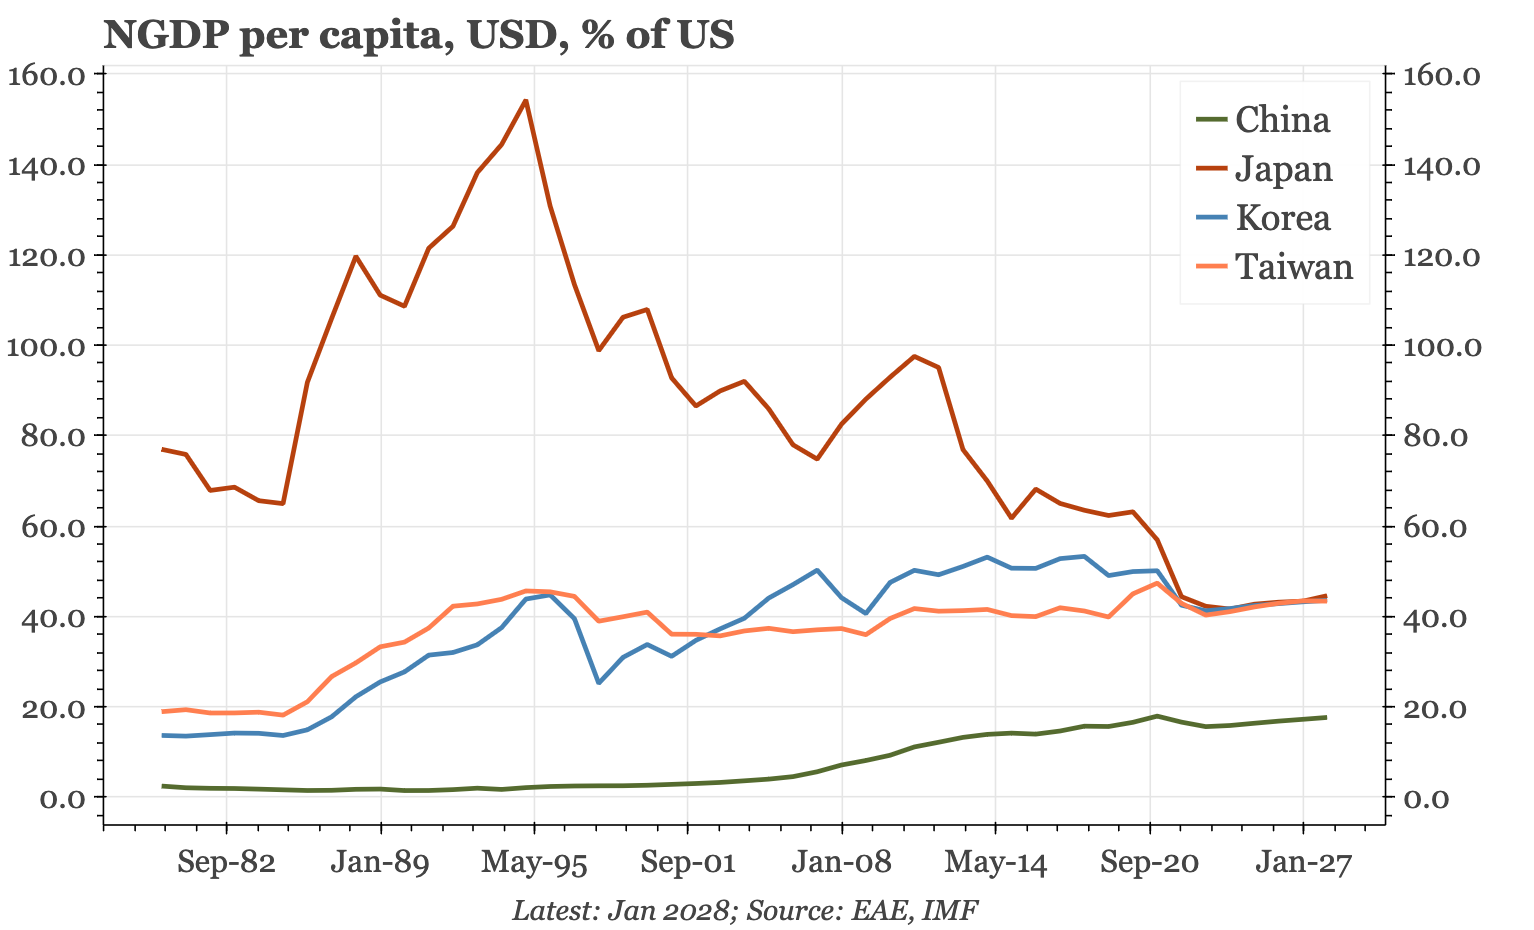 NGDP per capita, USD, % of US
160.0 160.0
140.0 140.0
120.0 120.0
100.0 100.0
80.0 80.0
60.0 60.0
40.0 40.0
20.0 20.0
0.0 0.0
China
Japan
Korea
Taiwan
Sep-82 Jan-89 May-95 Sep-01 Jan-08 May-14 Sep-20 Jan-27
Latest: Jan 2028; Source: EAE, IMF